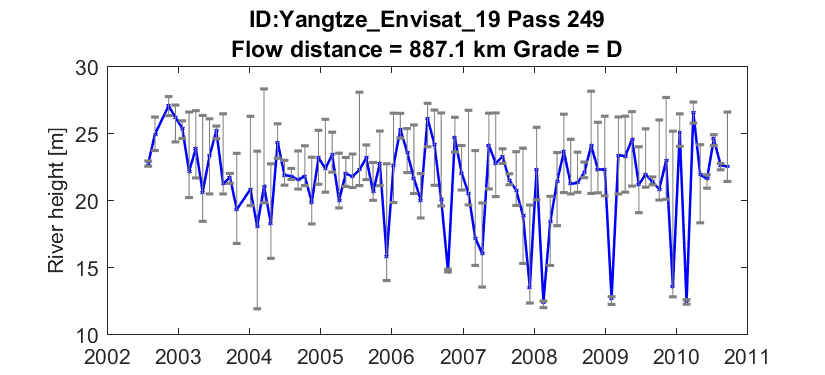 ID:Yangtze_Envisat_19 Pass 249
Flow distance = 887.1 km Grade = D
River height [m]
30
25
20
15
10
2002 2003 2004 2005 2006 2007 2008 2009 2010 2011